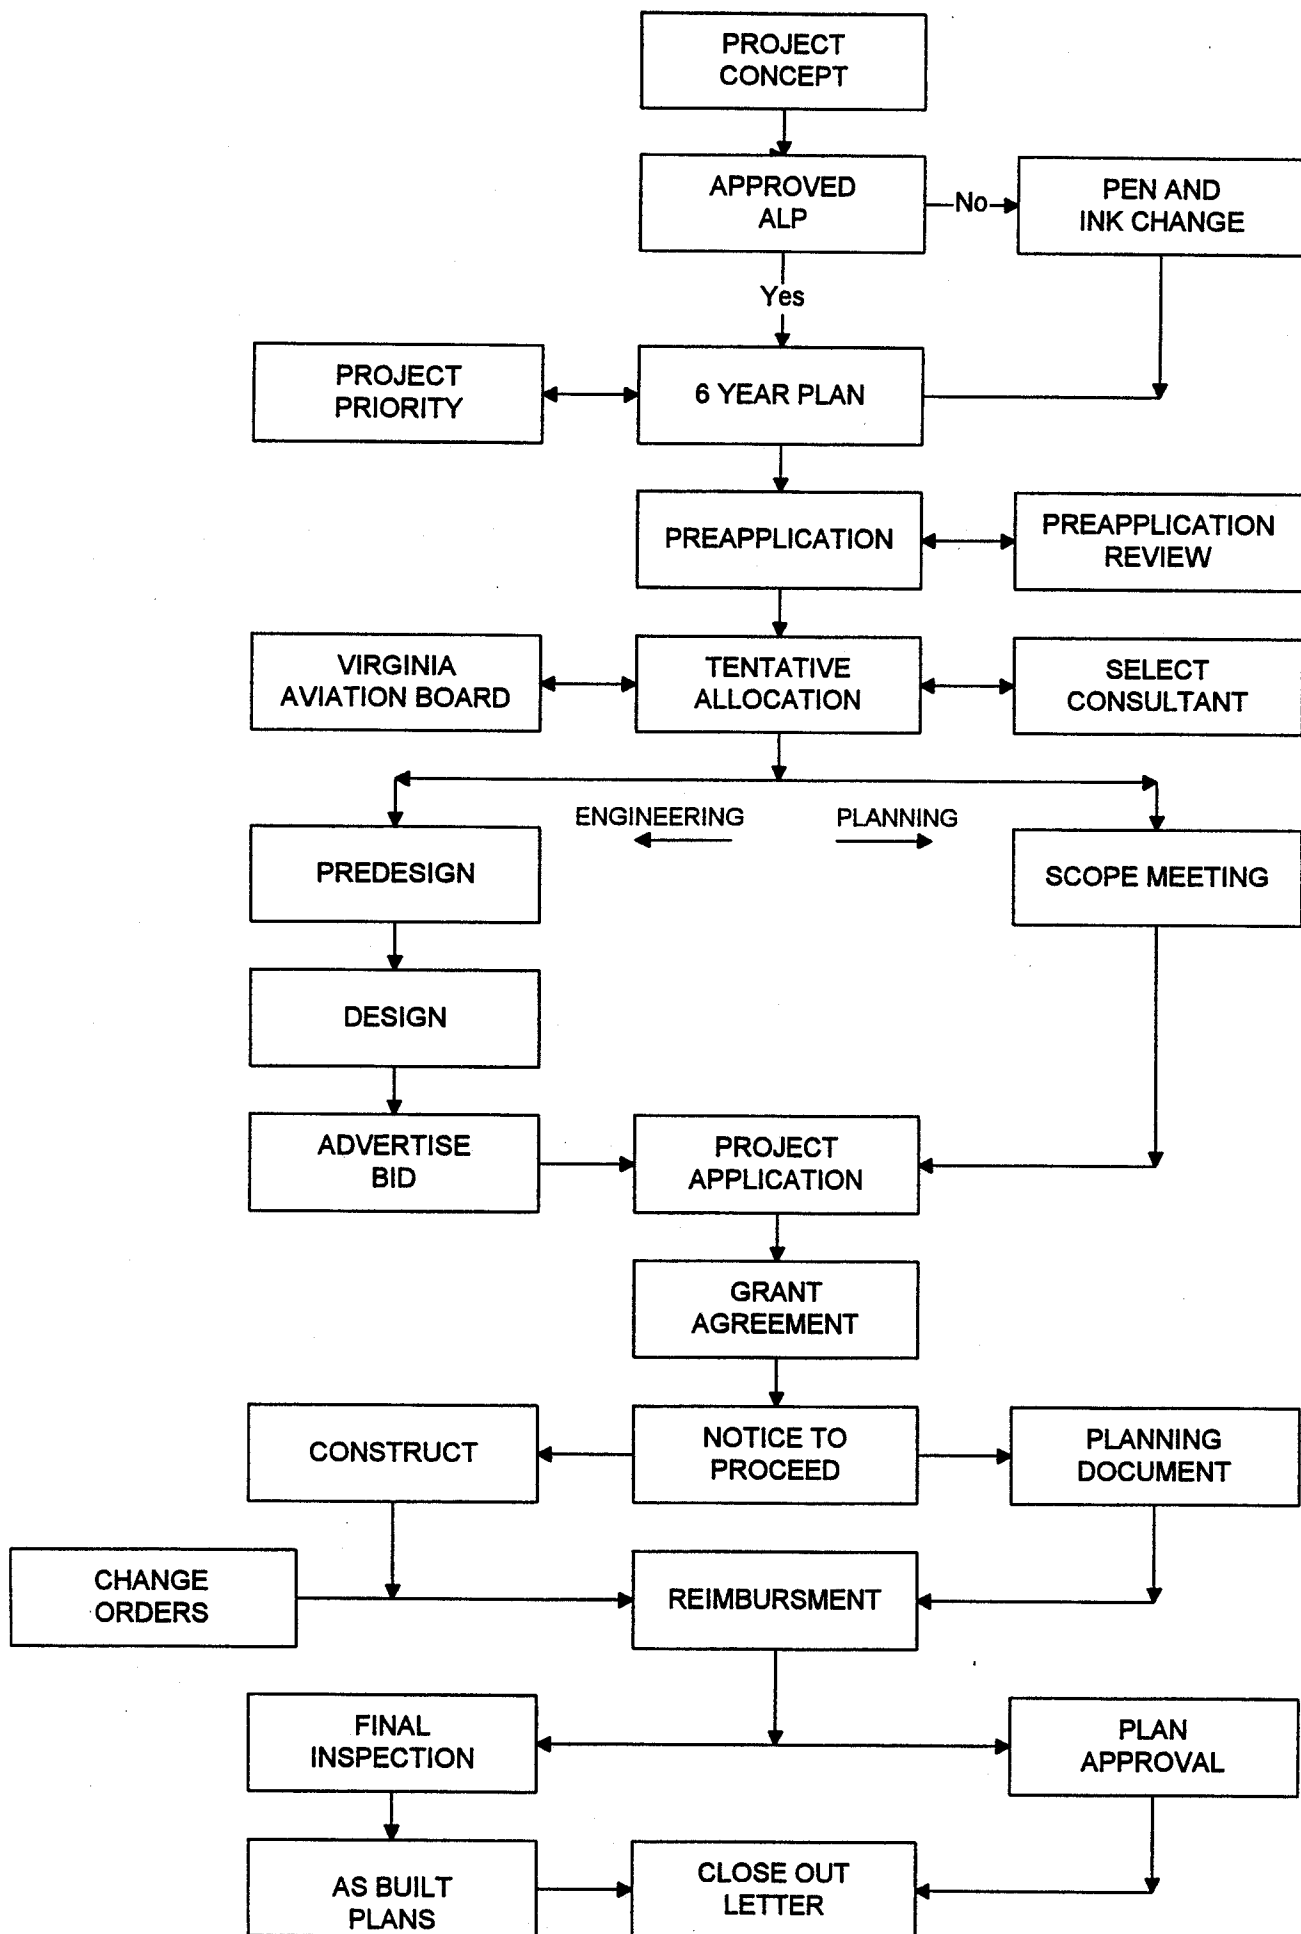 PROJECT
CONCEPT
APPROVED
ALP
No
PEN AND
INK CHANGE
Yes
PROJECT
PRIORITY
6 YEAR PLAN
PREAPPLICATION
PREAPPLICATION
REVIEW
VIRGINIA
AVIATION BOARD
TENTATIVE
ALLOCATION
SELECT
CONSULTANT
ENGINEERING
PLANNING
PREDESIGN
SCOPE MEETING
DESIGN
ADVERTISE
BID
PROJECT
APPLICATION
GRANT
AGREEMENT
CONSTRUCT
NOTICE TO
PROCEED
PLANNING
DOCUMENT
CHANGE
ORDERS
REIMBURSMENT
FINAL
INSPECTION
PLAN
APPROVAL
AS BUILT
PLANS
CLOSE OUT
LETTER